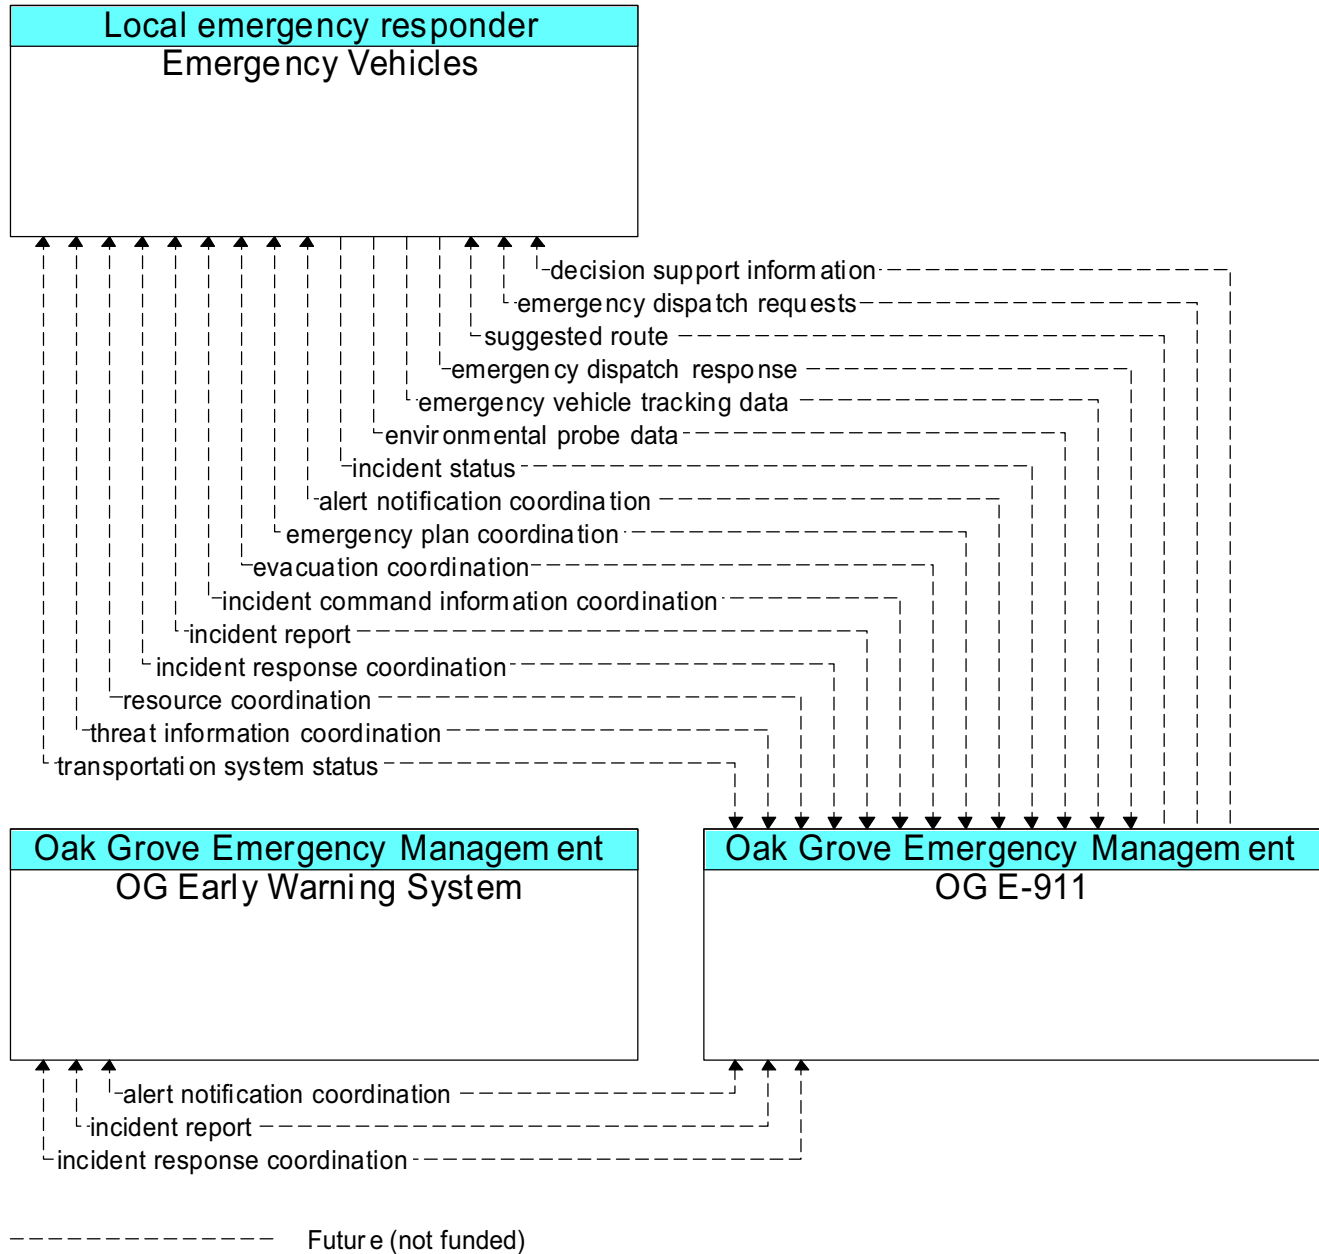 Local emergency responder
Emergency Vehicles
decision support information
emergency dispatch requests
suggested route
emergency dispatch response
emergency vehicle tracking data
environmental probe data
incident status
alert notification coordination
emergency plan coordination
evacuation coordination
incident command information coordination
incident report
incident response coordination
resource coordination
threat information coordination
transportation system status
Oak Grove Emergency Management
OG Early Warning System
Oak Grove Emergency Management
OG E-911
alert notification coordination
incident report
incident response coordination
Future (not funded)